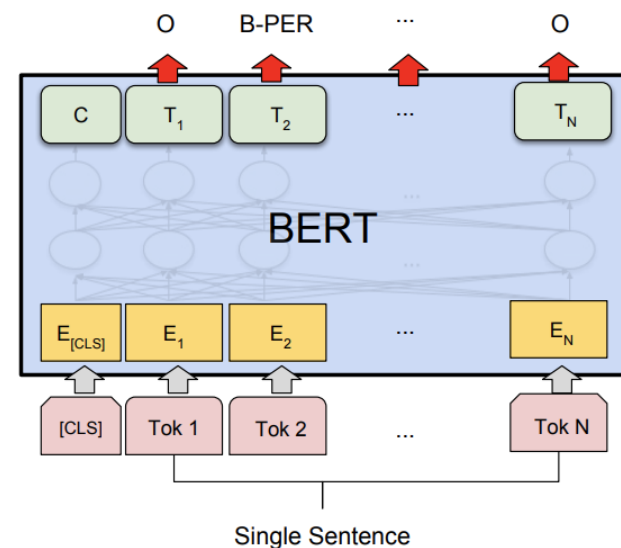 O B-PER ... O
C T1 T2 ... TN
...
BERT
...
E[CLS] E1 E2 ... EN
[CLS] Tok 1 Tok 2 ... Tok N
Single Sentence